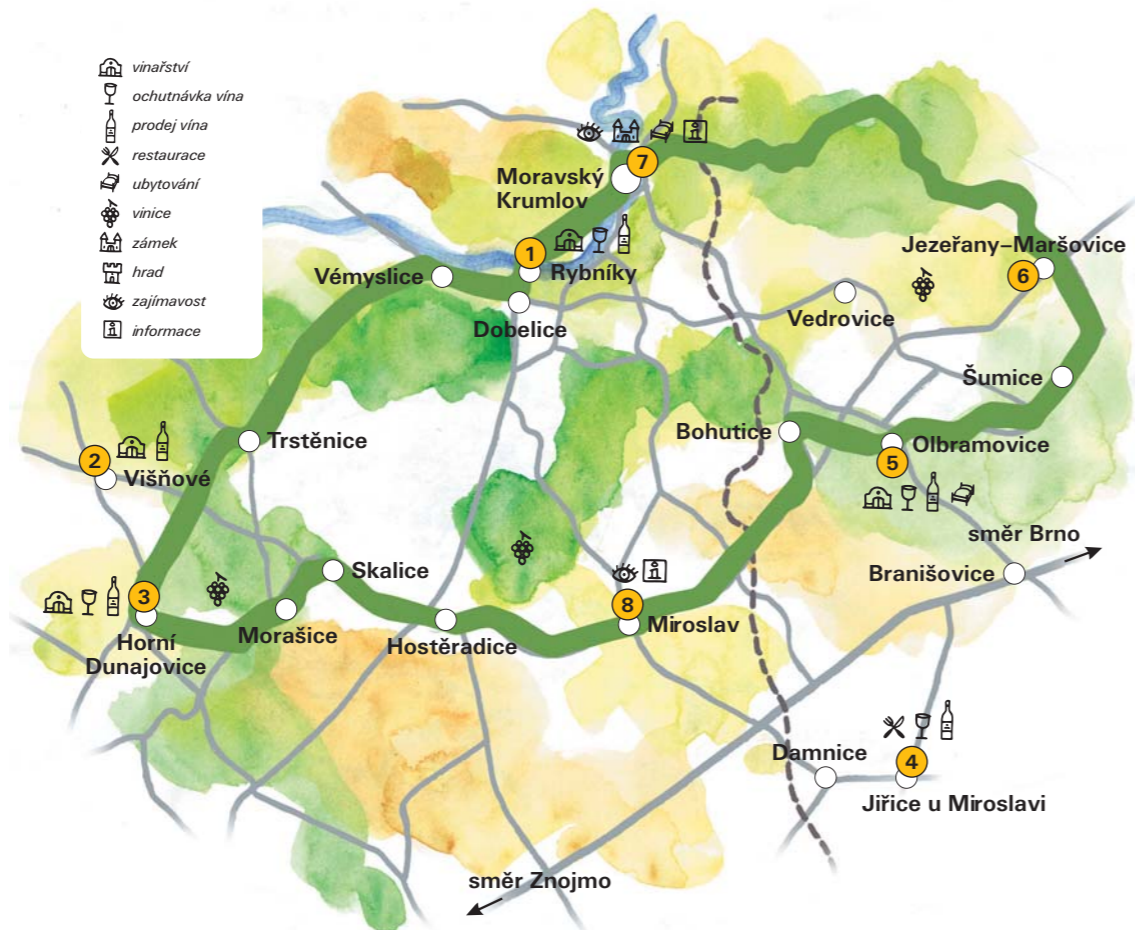 vinařství
ochutnávka vína
prodej vína
restaurace
ubytování
vinice
zámek
hrad
zajímavost
i informace
i
7
Moravský
Krumlov
1
Rybníky
Vémyslice
Dobelice
Jezeřany–Maršovice
6
Vedrovice
Šumice
Trstěnice
Bohutice
Olbramovice
5
2
Višňové
směr Brno
Branišovice
Skalice
i
3
8
Horní
Dunajovice
Morašice
Hostěradice
Miroslav
Damnice
4
Jiřice u Miroslavi
směr Znojmo